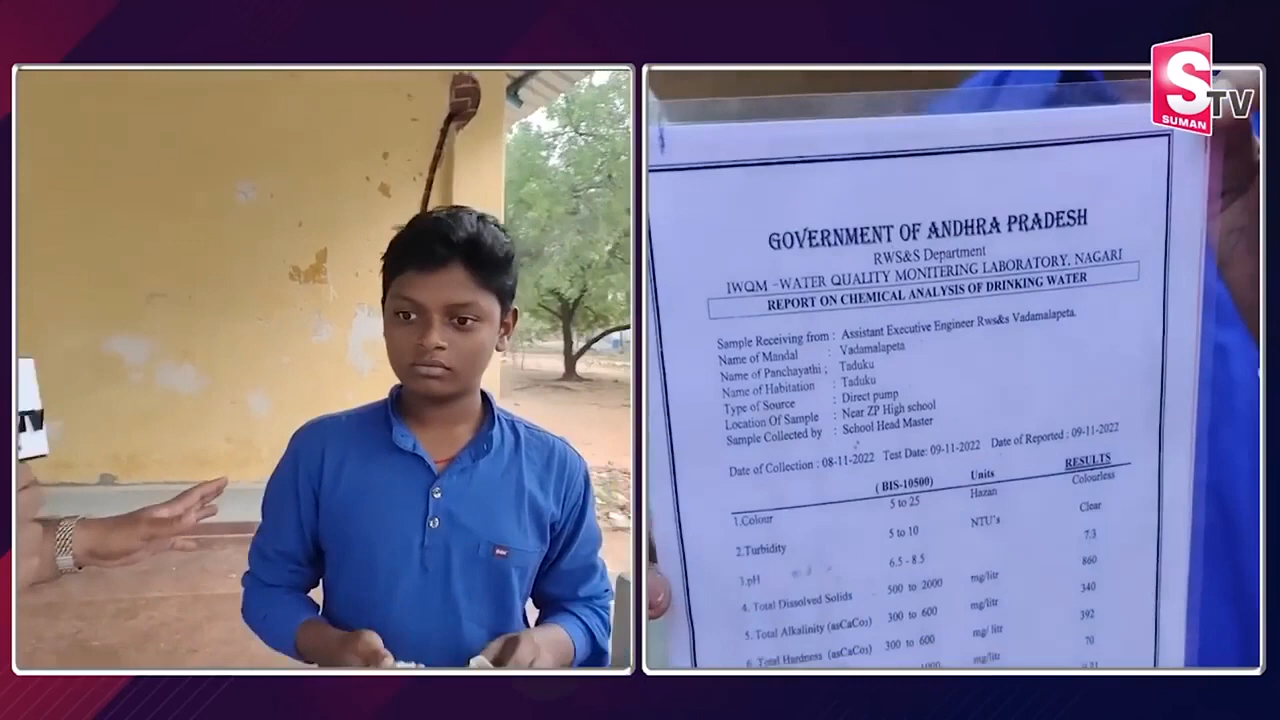 S
SUMAN
TV
GOVERNMENT OF ANDHRA PRADESH
RWS&S Department
IWQM –WATER QUALITY MONITERING LABORATORY, NAGARI
REPORT ON CHEMICAL ANALYSIS OF DRINKING WATER
Sample Receiving from : Assistant Executive Engineer Rws&s Vadamalapeta.
Name of Mandal : Vadamalapeta
Name of Panchayathi ; Taduku
Name of Habitation : Taduku
Type of Source : Direct pump
Location Of Sample : Near ZP High school
Sample Collected by : School Head Master
Date of Collection : 08-11-2022 Test Date: 09-11-2022 Date of Reported : 09-11-2022
( BIS-10500) Units RESULTS
1.Colour 5 to 25 Hazan Colourless
2.Turbidity 5 to 10 NTU's Clear
3.pH 6.5 - 8.5 7.3
4. Total Dissolved Solids 500 to 2000 mg/litr 860
5. Total Alkalinity (asCaCo3) 300 to 600 mg/litr 340
6. Total Hardness (asCaCo3) 300 to 600 mg/ litr 392
mg/litr 70